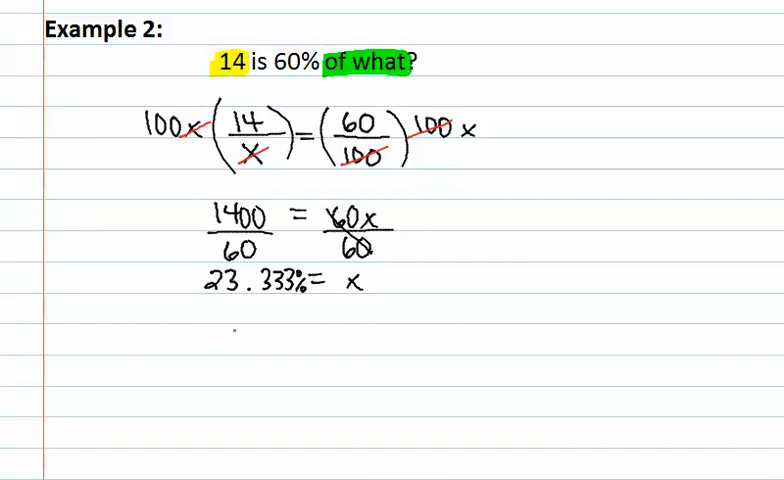 Example 2:
14 is 60% of what?
100x (14/x) = (60/100) 100x
1400/60 = 60x/60
23.333% = x